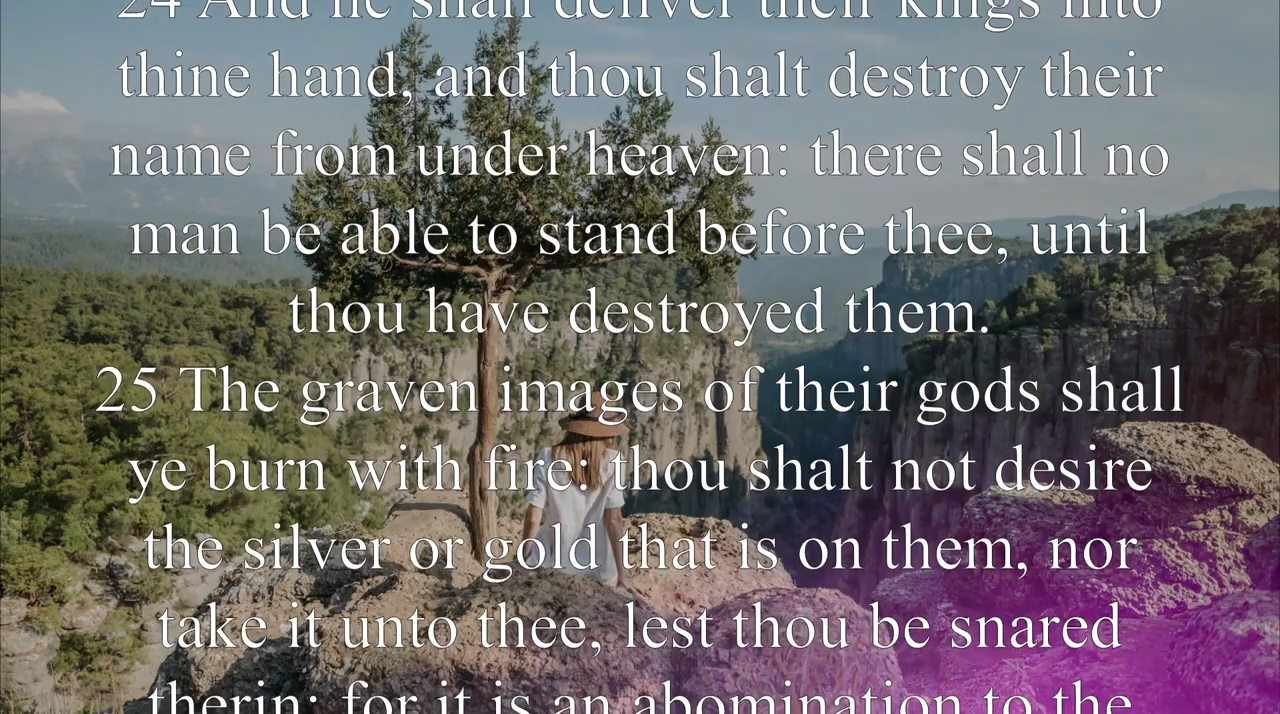 24 And he shall deliver their kings into
thine hand, and thou shalt destroy their
name from under heaven: there shall no
man be able to stand before thee, until
thou have destroyed them.
25 The graven images of their gods shall
ye burn with fire: thou shalt not desire
the silver or gold that is on them, nor
take it unto thee, lest thou be snared
therin: for it is an abomination to the